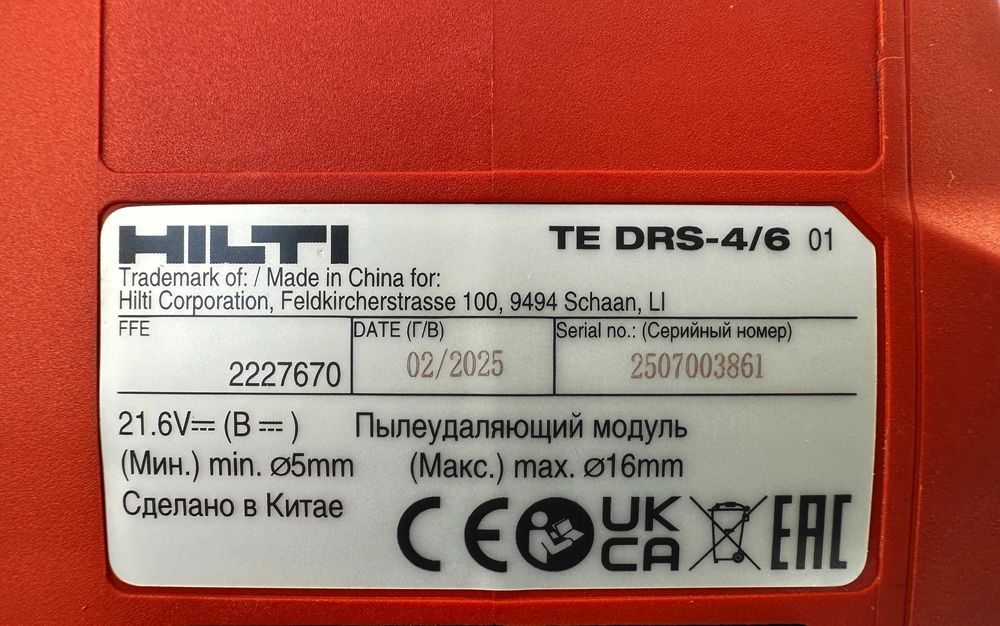 HILTI TE DRS-4/6 01
Trademark of: / Made in China for:
Hilti Corporation, Feldkircherstrasse 100, 9494 Schaan, LI
FFE DATE (Г/В) Serial no.: (Серийный номер)
2227670 02/2025 2507003861
21.6V⎓ (В ⎓ ) Пылеудаляющий модуль
(Мин.) min. ⌀5mm (Макс.) max. ⌀16mm
Сделано в Китае
CE UK CA EAC